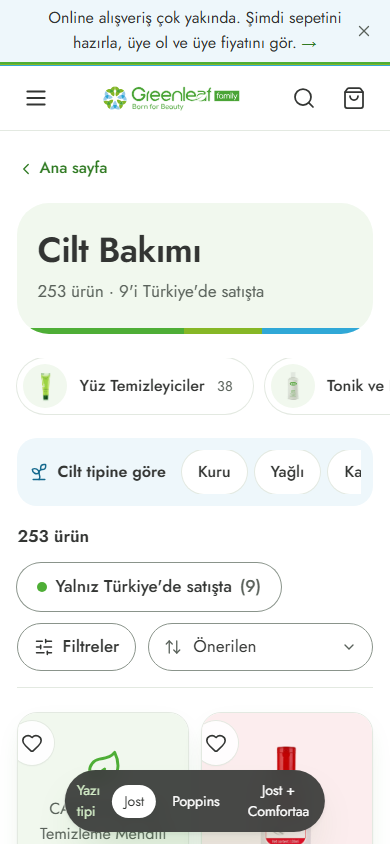 Online alışveriş çok yakında. Şimdi sepetini
hazırla, üye ol ve üye fiyatını gör. →
Greenleaf family
Born for Beauty
Ana sayfa
Cilt Bakımı
253 ürün · 9'i Türkiye'de satışta
Yüz Temizleyiciler 38
Tonik ve
Cilt tipine göre
Kuru
Yağlı
Ka
253 ürün
Yalnız Türkiye'de satışta (9)
Filtreler
Önerilen
Temizleme Mendili
Yazı
tipi
Jost
Poppins
Jost +
Comfortaa